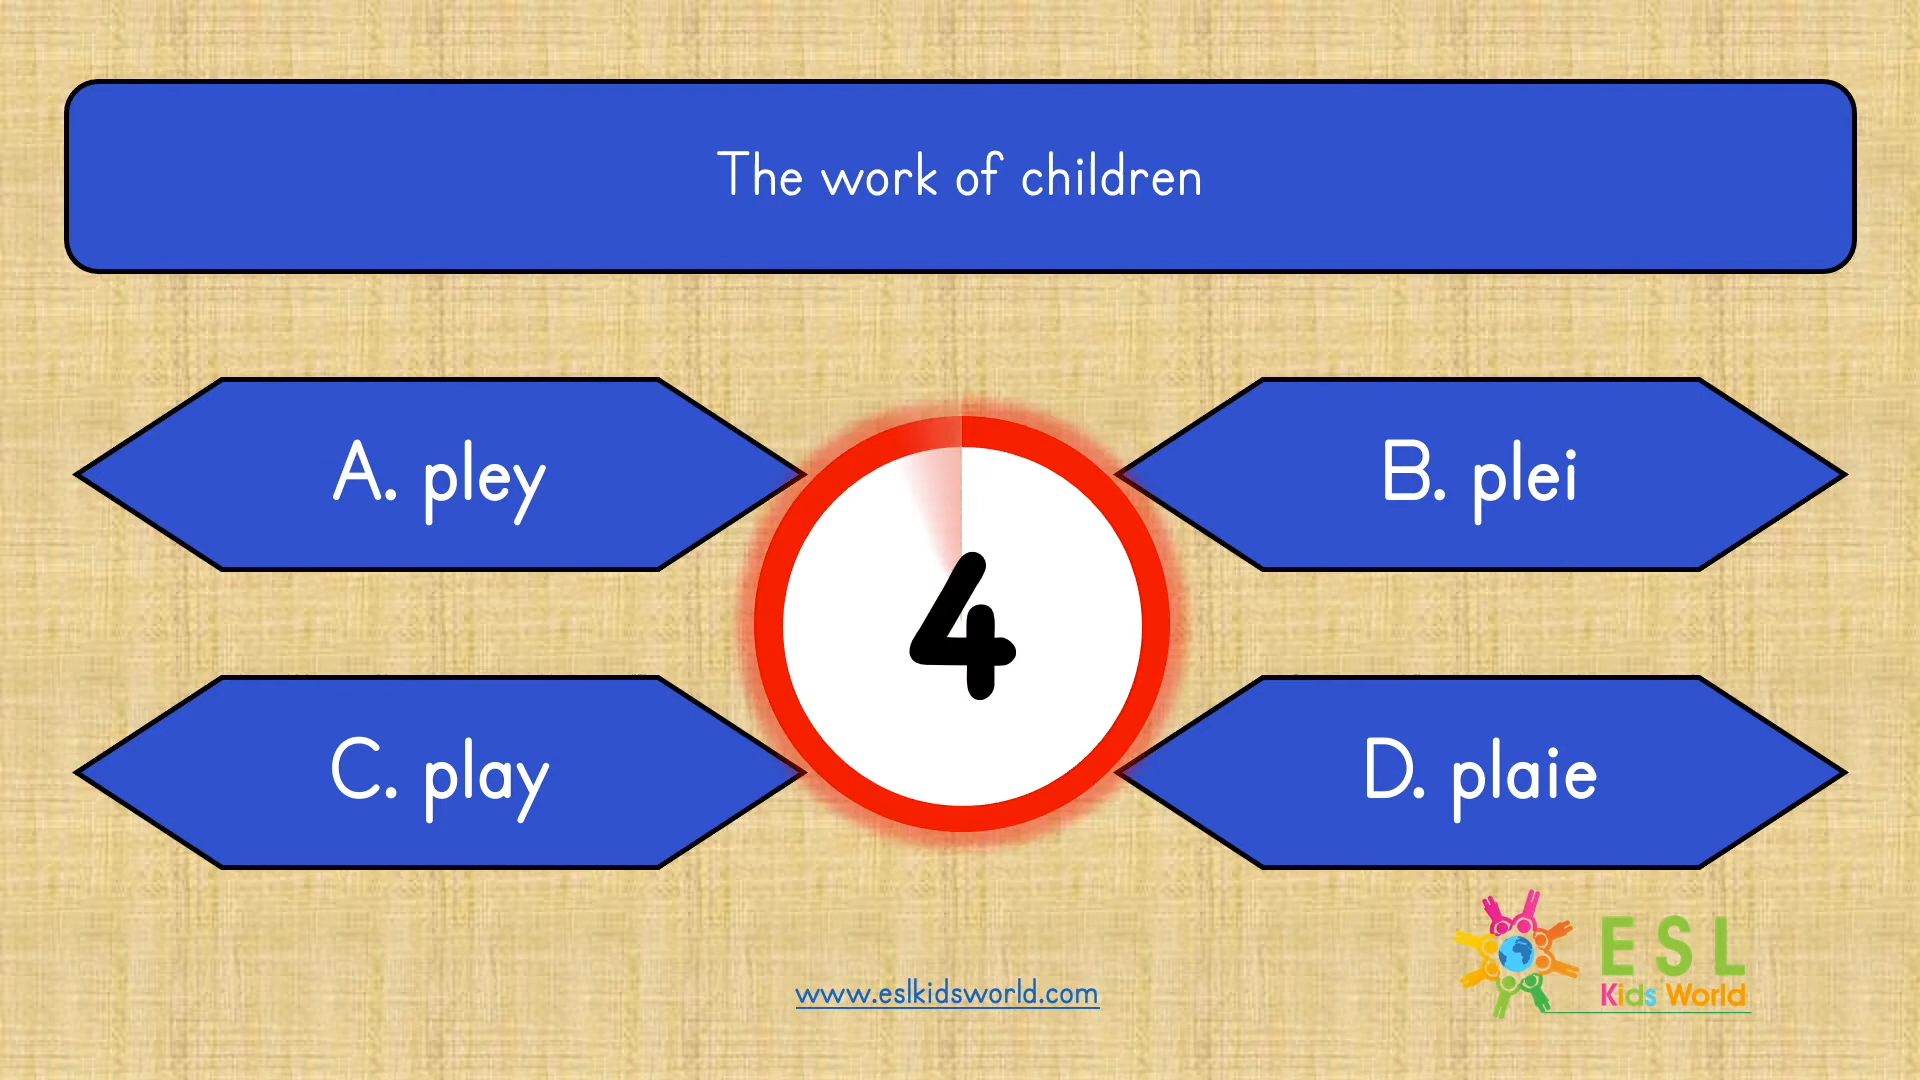 The work of children
A. pley
B. plei
4
C. play
D. plaie
ESL
Kids World
www.eslkidsworld.com